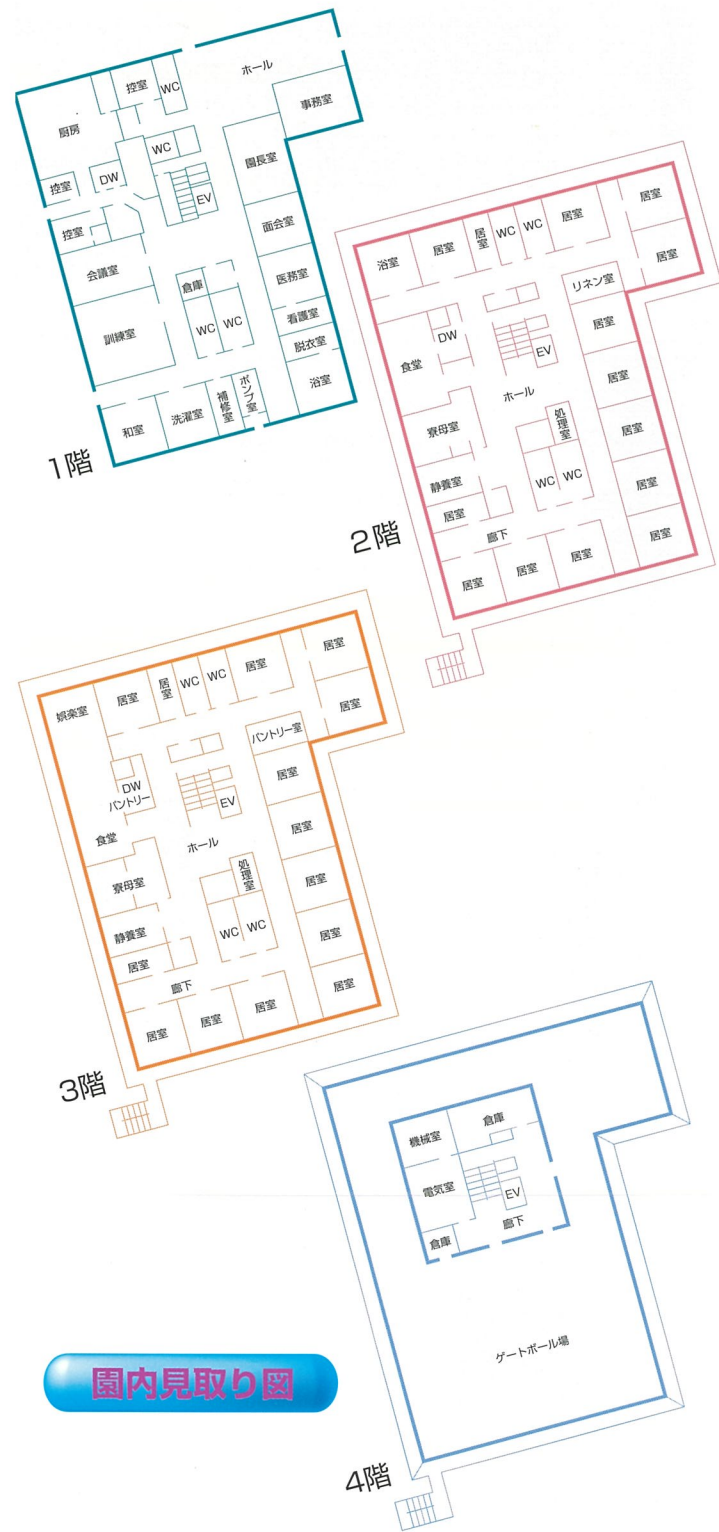 ホール
控室
WC
事務室
厨房
WC
園長室
DW
控室
EV
控室
面会室
会議室
医務室
倉庫
看護室
WC
WC
訓練室
脱衣室
浴室
ポンプ室
補修室
洗濯室
和室
1階
居室
居室
WC
WC
居室
居室
浴室
居室
リネン室
居室
DW
食堂
EV
居室
ホール
処理室
居室
寮母室
WC
WC
静養室
居室
居室
廊下
居室
居室
居室
居室
2階
居室
居室
WC
WC
居室
居室
娯楽室
居室
パントリー室
居室
DW
パントリー
EV
居室
食堂
ホール
処理室
居室
寮母室
WC
WC
静養室
居室
居室
廊下
居室
居室
居室
居室
3階
機械室
倉庫
電気室
EV
廊下
倉庫
ゲートボール場
4階
園内見取り図